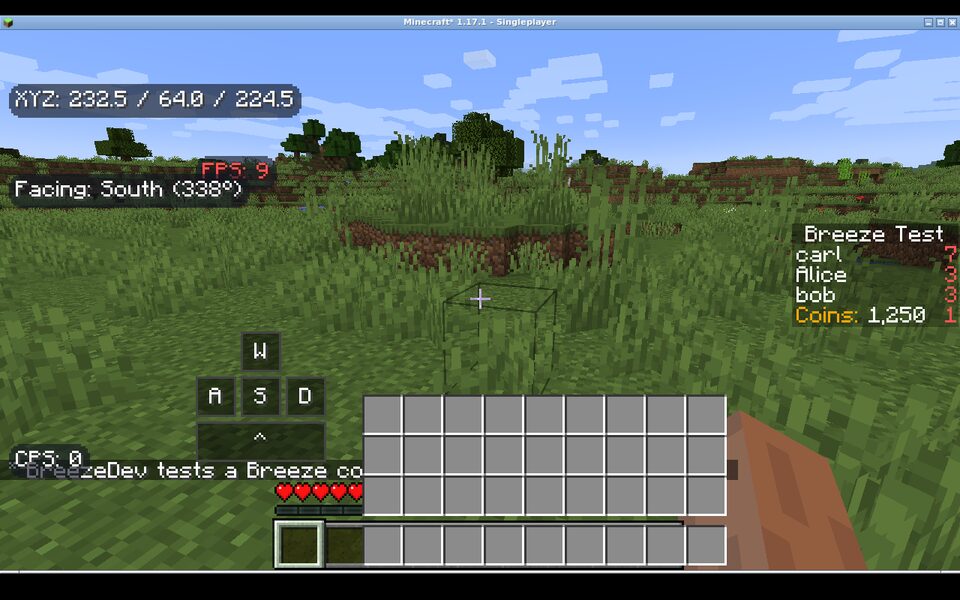 Minecraft* 1.17.1 - Singleplayer
XYZ: 232.5 / 64.0 / 224.5
FPS: 9
Facing: South (338º)
Breeze Test
carl 7
Alice 3
bob 3
Coins: 1,250 1
W
A S D
^
CPS: 0
BreezeDev tests a Breeze co